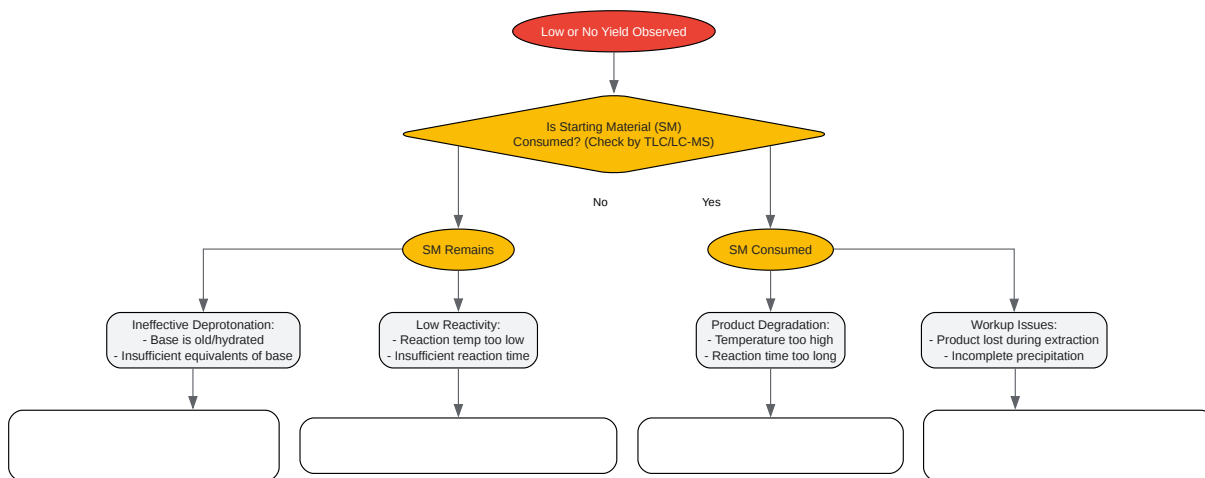 Low or No Yield Observed
Is Starting Material (SM)
Consumed? (Check by TLC/LC-MS)
No
Yes
SM Remains
SM Consumed
Ineffective Deprotonation:
- Base is old/hydrated
- Insufficient equivalents of base
Low Reactivity:
- Reaction temp too low
- Insufficient reaction time
Product Degradation:
- Temperature too high
- Reaction time too long
Workup Issues:
- Product lost during extraction
- Incomplete precipitation